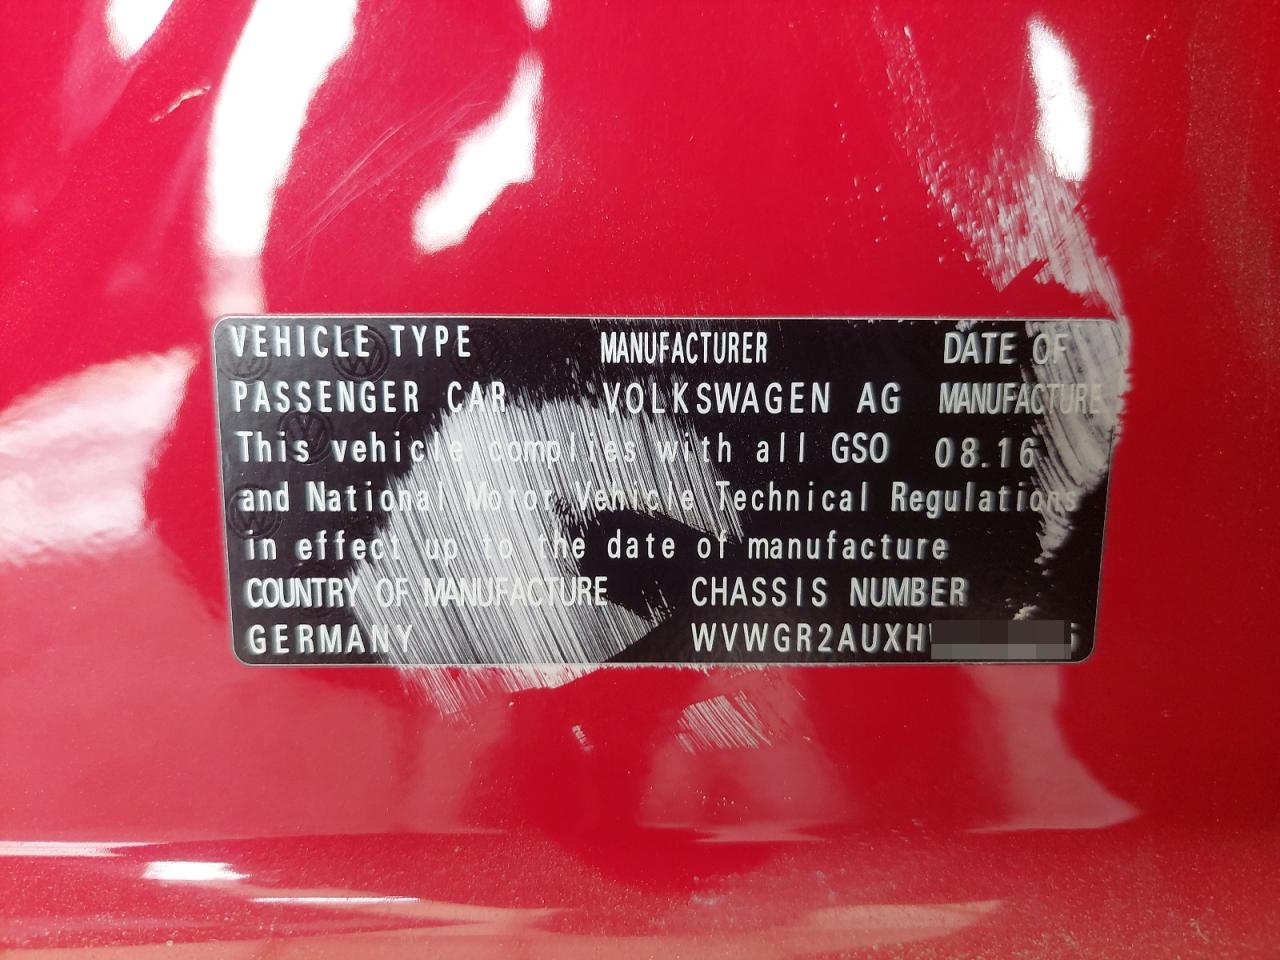 VEHICLE TYPE MANUFACTURER DATE OF
PASSENGER CAR VOLKSWAGEN AG MANUFACTURE
This vehicle complies with all GSO 08.16
and National Motor Vehicle Technical Regulations
in effect up to the date of manufacture
COUNTRY OF MANUFACTURE CHASSIS NUMBER
GERMANY WVWGR2AUXH